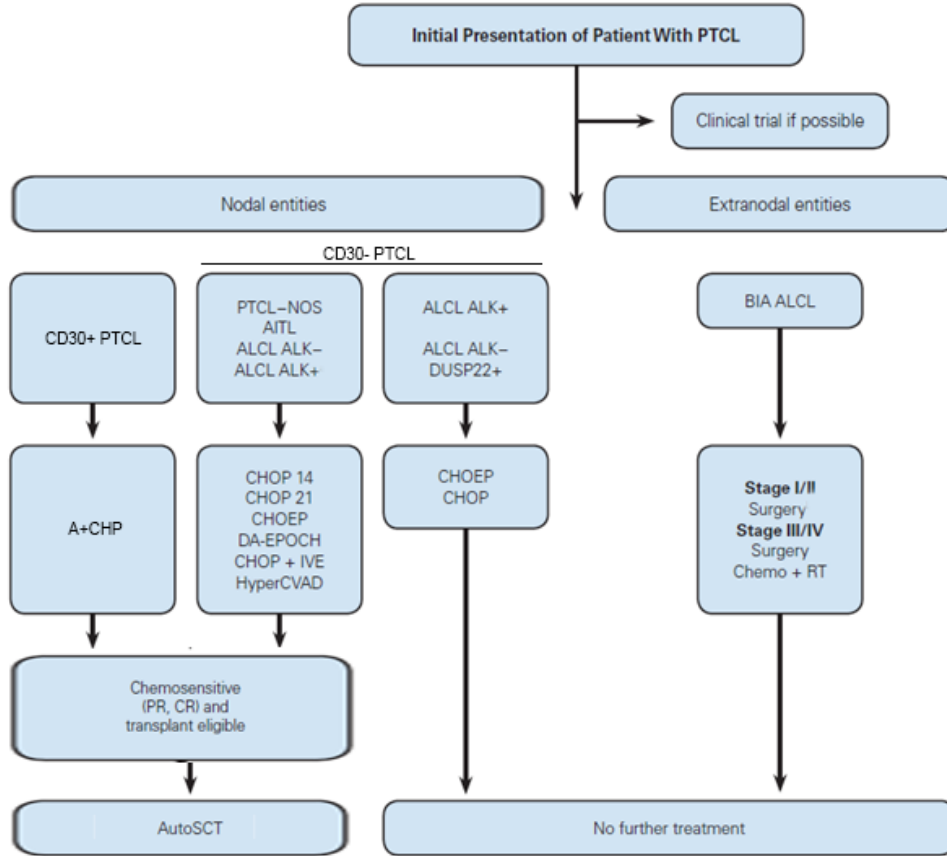 Initial Presentation of Patient With PTCL
Clinical trial if possible
Nodal entities
Extranodal entities
CD30- PTCL
CD30+ PTCL
PTCL–NOS
AITL
ALCL ALK–
ALCL ALK+
ALCL ALK+
ALCL ALK–
DUSP22+
BIA ALCL
A+CHP
CHOP 14
CHOP 21
CHOEP
DA-EPOCH
CHOP + IVE
HyperCVAD
CHOEP
CHOP
Stage I/II
Surgery
Stage III/IV
Surgery
Chemo + RT
Chemosensitive
(PR, CR) and
transplant eligible
AutoSCT
No further treatment